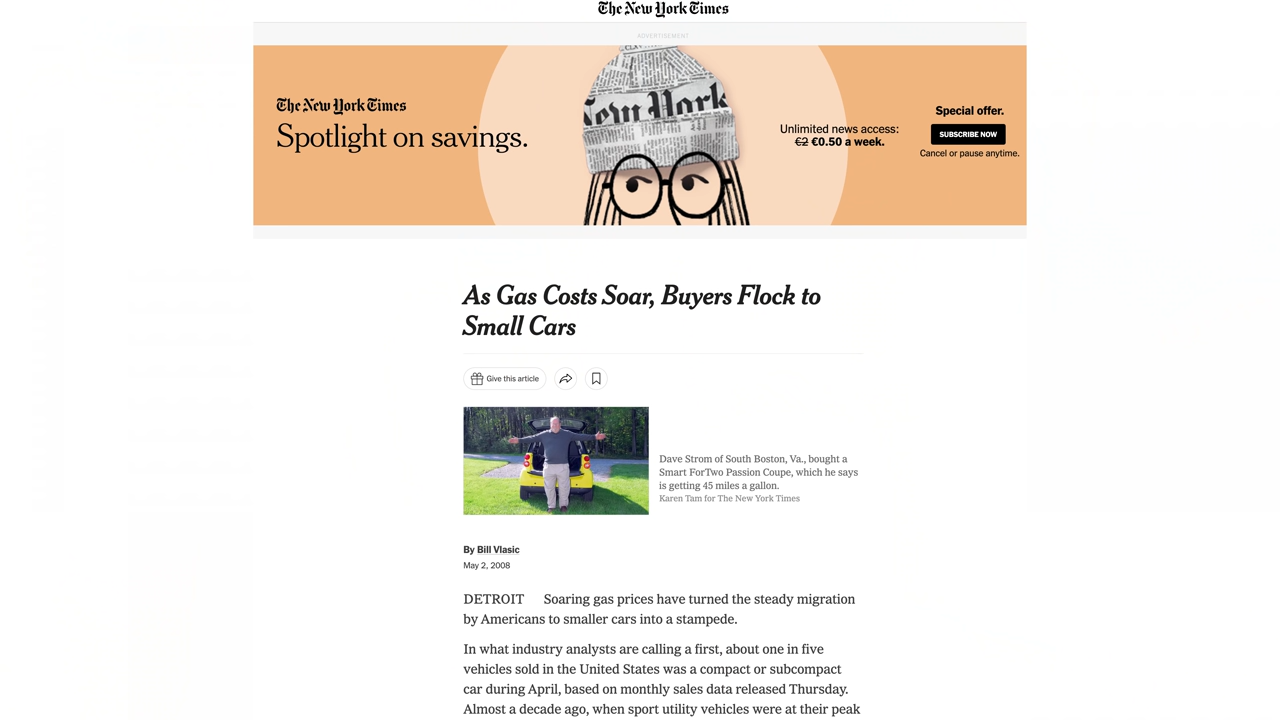 The New York Times
ADVERTISEMENT
The New York Times
Spotlight on savings.
New York
Unlimited news access:
€2 €0.50 a week.
Special offer.
SUBSCRIBE NOW
Cancel or pause anytime.
As Gas Costs Soar, Buyers Flock to
Small Cars
Give this article
Dave Strom of South Boston, Va., bought a
Smart ForTwo Passion Coupe, which he says
is getting 45 miles a gallon.
Karen Tam for The New York Times
By Bill Vlasic
May 2, 2008
DETROIT Soaring gas prices have turned the steady migration
by Americans to smaller cars into a stampede.
In what industry analysts are calling a first, about one in five
vehicles sold in the United States was a compact or subcompact
car during April, based on monthly sales data released Thursday.
Almost a decade ago, when sport utility vehicles were at their peak